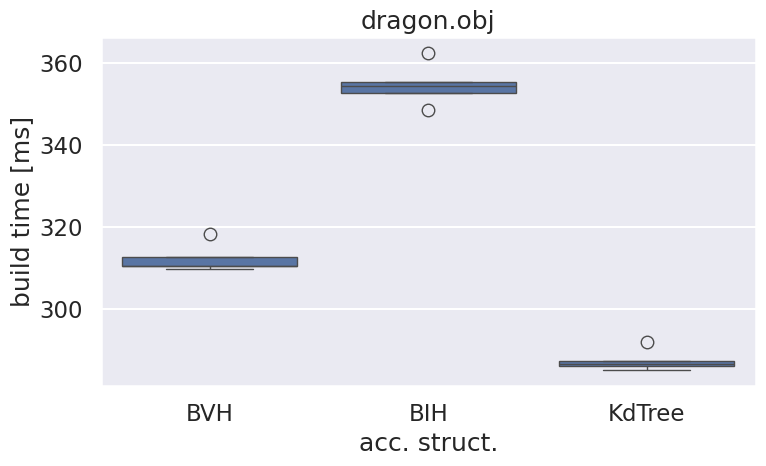 dragon.obj
build time [ms]
360
340
320
300
BVH BIH KdTree
acc. struct.